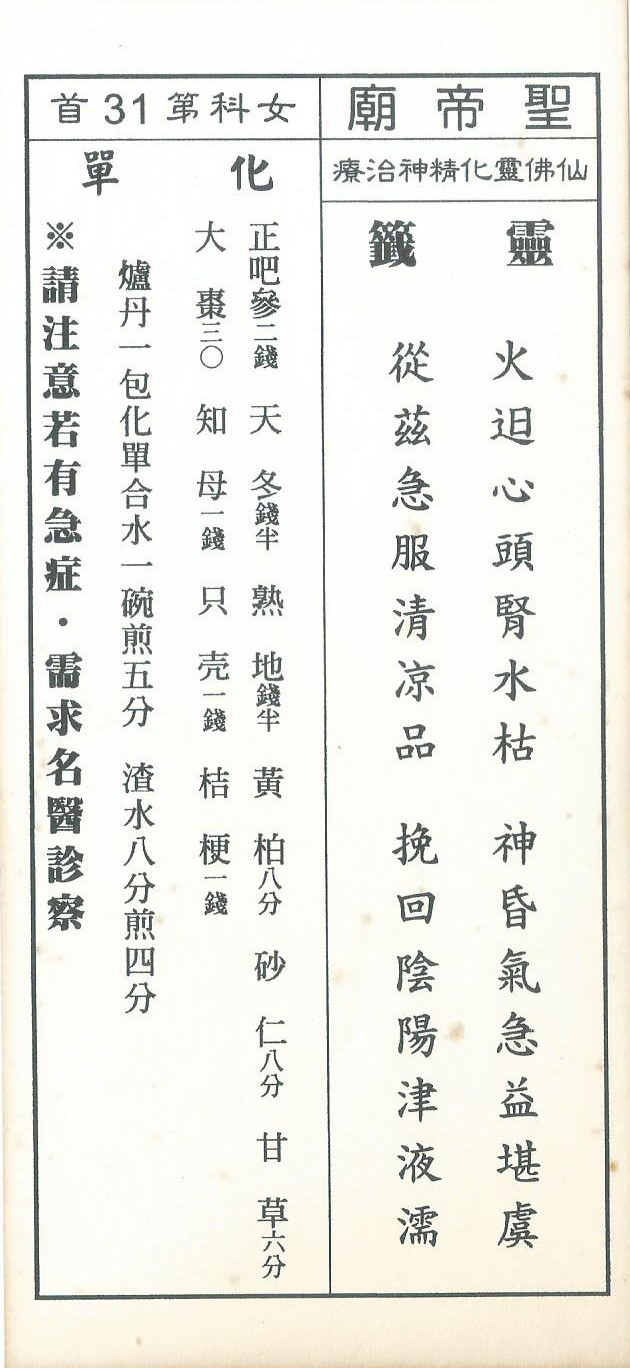 聖帝廟
仙佛靈化精神治療
靈籤
火迫心頭腎水枯　神昏氣急益堪虞
從茲急服清凉品　挽回陰陽津液濡
女科第31首
化單
正吧參二錢　天冬錢半　熟地錢半　黃柏八分　砂仁八分　甘草六分
大棗三〇　知母一錢　只壳一錢　桔梗一錢
爐丹一包化單合水一碗煎五分　渣水八分煎四分
※請注意若有急症・需求名醫診察